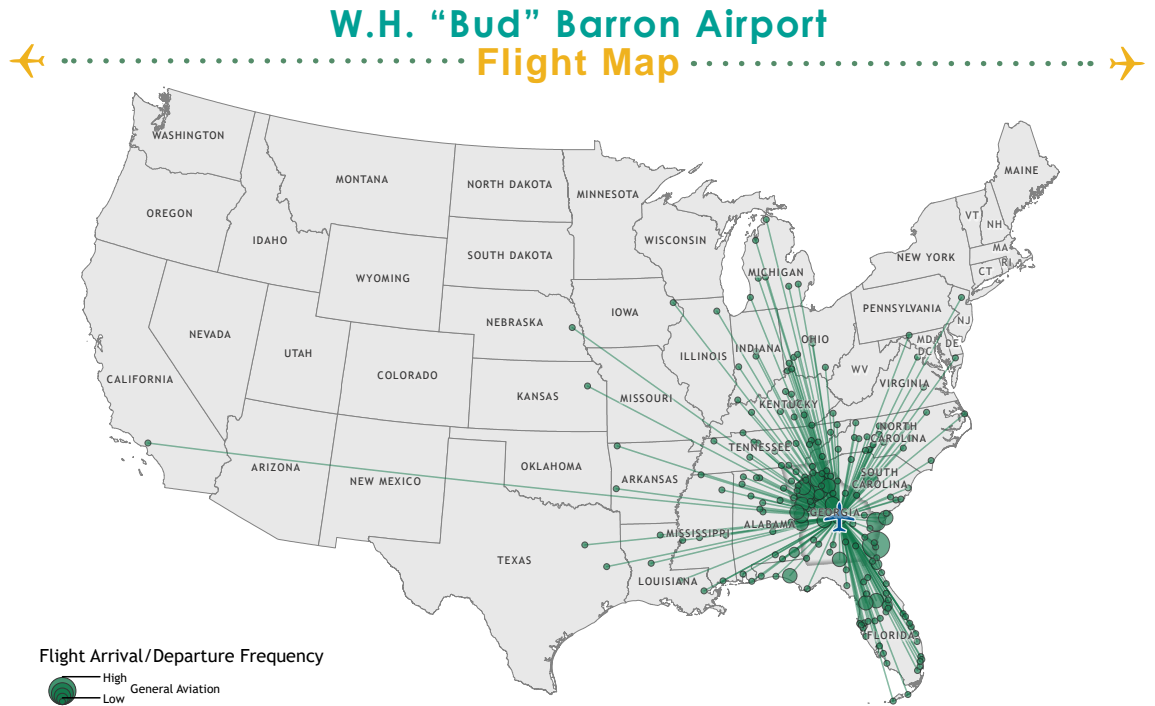 W.H. “Bud” Barron Airport
Flight Map
WASHINGTON
MONTANA
NORTH DAKOTA
MINNESOTA
MAINE
OREGON
IDAHO
SOUTH DAKOTA
WISCONSIN
VT
NH
WYOMING
MICHIGAN
NEW YORK
MA
RI
CT
NEVADA
NEBRASKA
IOWA
PENNSYLVANIA
NJ
UTAH
COLORADO
ILLINOIS
INDIANA
OHIO
MD
DC
DE
CALIFORNIA
KANSAS
MISSOURI
KENTUCKY
WV
VIRGINIA
ARIZONA
NEW MEXICO
OKLAHOMA
ARKANSAS
TENNESSEE
NORTH
CAROLINA
SOUTH
CAROLINA
TEXAS
LOUISIANA
MISSISSIPPI
ALABAMA
GEORGIA
FLORIDA
Flight Arrival/Departure Frequency
High
General Aviation
Low